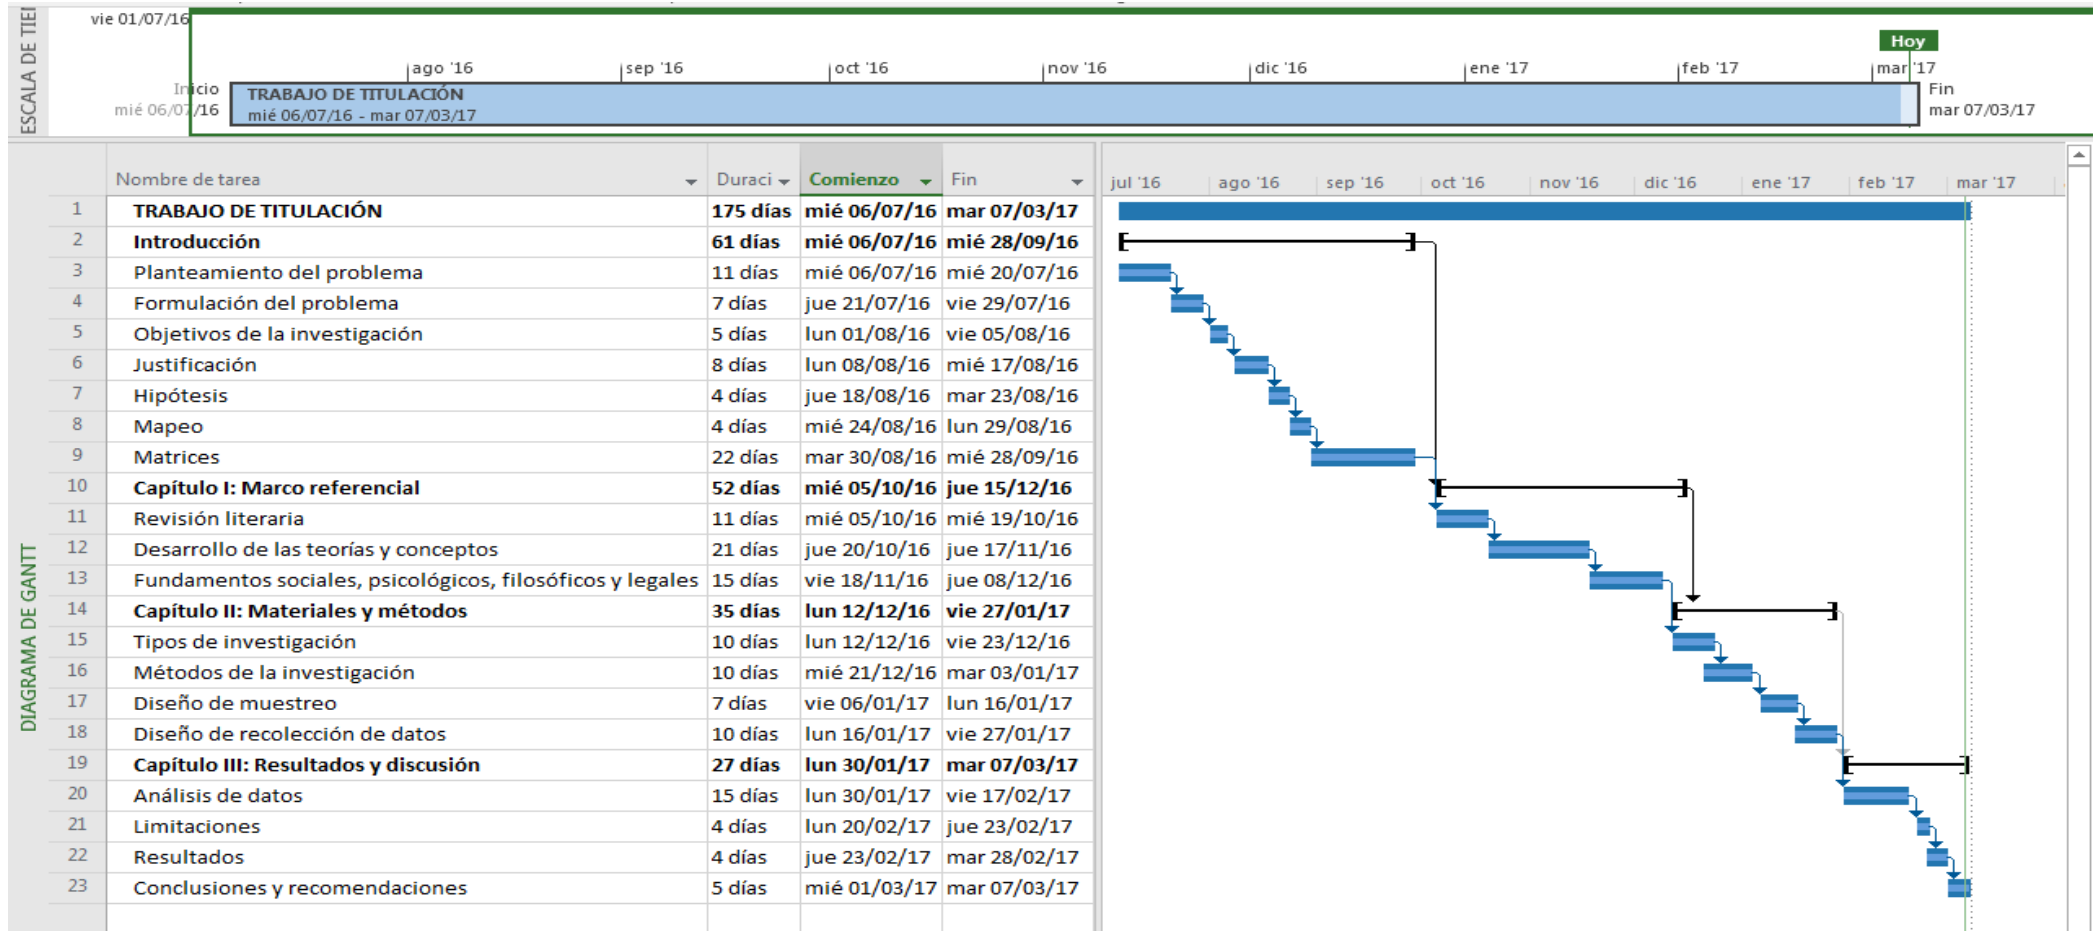 ESCALA DE TIE
vie 01/07/16
Hoy
ago '16 sep '16 oct '16 nov '16 dic '16 ene '17 feb '17 mar '17
Inicio
mié 06/07/16
TRABAJO DE TITULACIÓN
mié 06/07/16 - mar 07/03/17
Fin
mar 07/03/17
DIAGRAMA DE GANTT
Nombre de tarea Duraci Comienzo Fin
jul '16 ago '16 sep '16 oct '16 nov '16 dic '16 ene '17 feb '17 mar '17
1 TRABAJO DE TITULACIÓN 175 días mié 06/07/16 mar 07/03/17
2 Introducción 61 días mié 06/07/16 mié 28/09/16
3 Planteamiento del problema 11 días mié 06/07/16 mié 20/07/16
4 Formulación del problema 7 días jue 21/07/16 vie 29/07/16
5 Objetivos de la investigación 5 días lun 01/08/16 vie 05/08/16
6 Justificación 8 días lun 08/08/16 mié 17/08/16
7 Hipótesis 4 días jue 18/08/16 mar 23/08/16
8 Mapeo 4 días mié 24/08/16 lun 29/08/16
9 Matrices 22 días mar 30/08/16 mié 28/09/16
10 Capítulo I: Marco referencial 52 días mié 05/10/16 jue 15/12/16
11 Revisión literaria 11 días mié 05/10/16 mié 19/10/16
12 Desarrollo de las teorías y conceptos 21 días jue 20/10/16 jue 17/11/16
13 Fundamentos sociales, psicológicos, filosóficos y legales 15 días vie 18/11/16 jue 08/12/16
14 Capítulo II: Materiales y métodos 35 días lun 12/12/16 vie 27/01/17
15 Tipos de investigación 10 días lun 12/12/16 vie 23/12/16
16 Métodos de la investigación 10 días mié 21/12/16 mar 03/01/17
17 Diseño de muestreo 7 días vie 06/01/17 lun 16/01/17
18 Diseño de recolección de datos 10 días lun 16/01/17 vie 27/01/17
19 Capítulo III: Resultados y discusión 27 días lun 30/01/17 mar 07/03/17
20 Análisis de datos 15 días lun 30/01/17 vie 17/02/17
21 Limitaciones 4 días lun 20/02/17 jue 23/02/17
22 Resultados 4 días jue 23/02/17 mar 28/02/17
23 Conclusiones y recomendaciones 5 días mié 01/03/17 mar 07/03/17